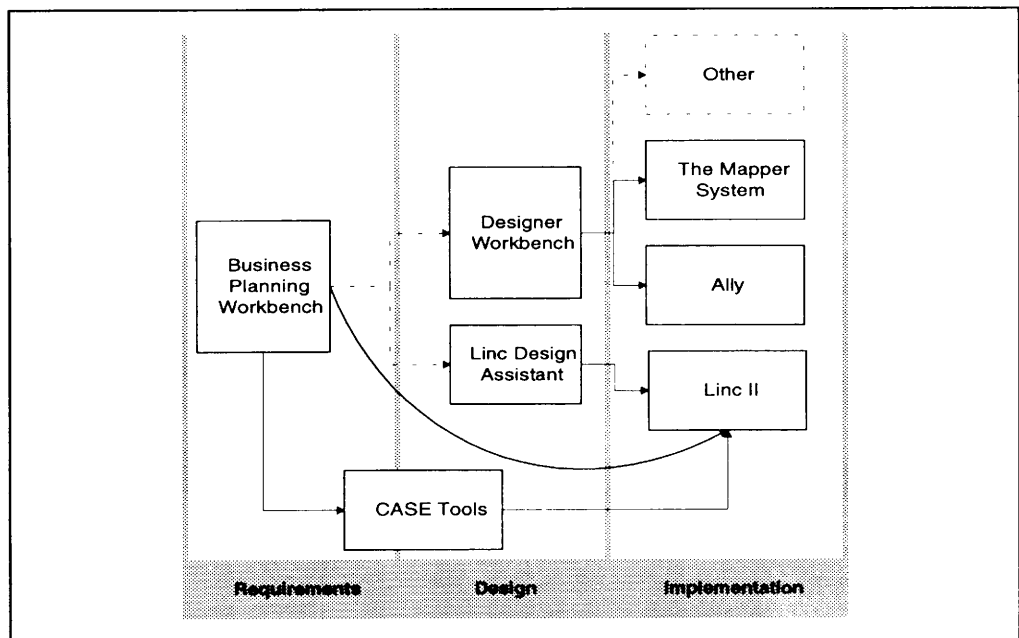 Other
The Mapper
System
Designer
Workbench
Business
Planning
Workbench
Ally
Linc Design
Assistant
Linc II
CASE Tools
Requirements
Design
Implementation